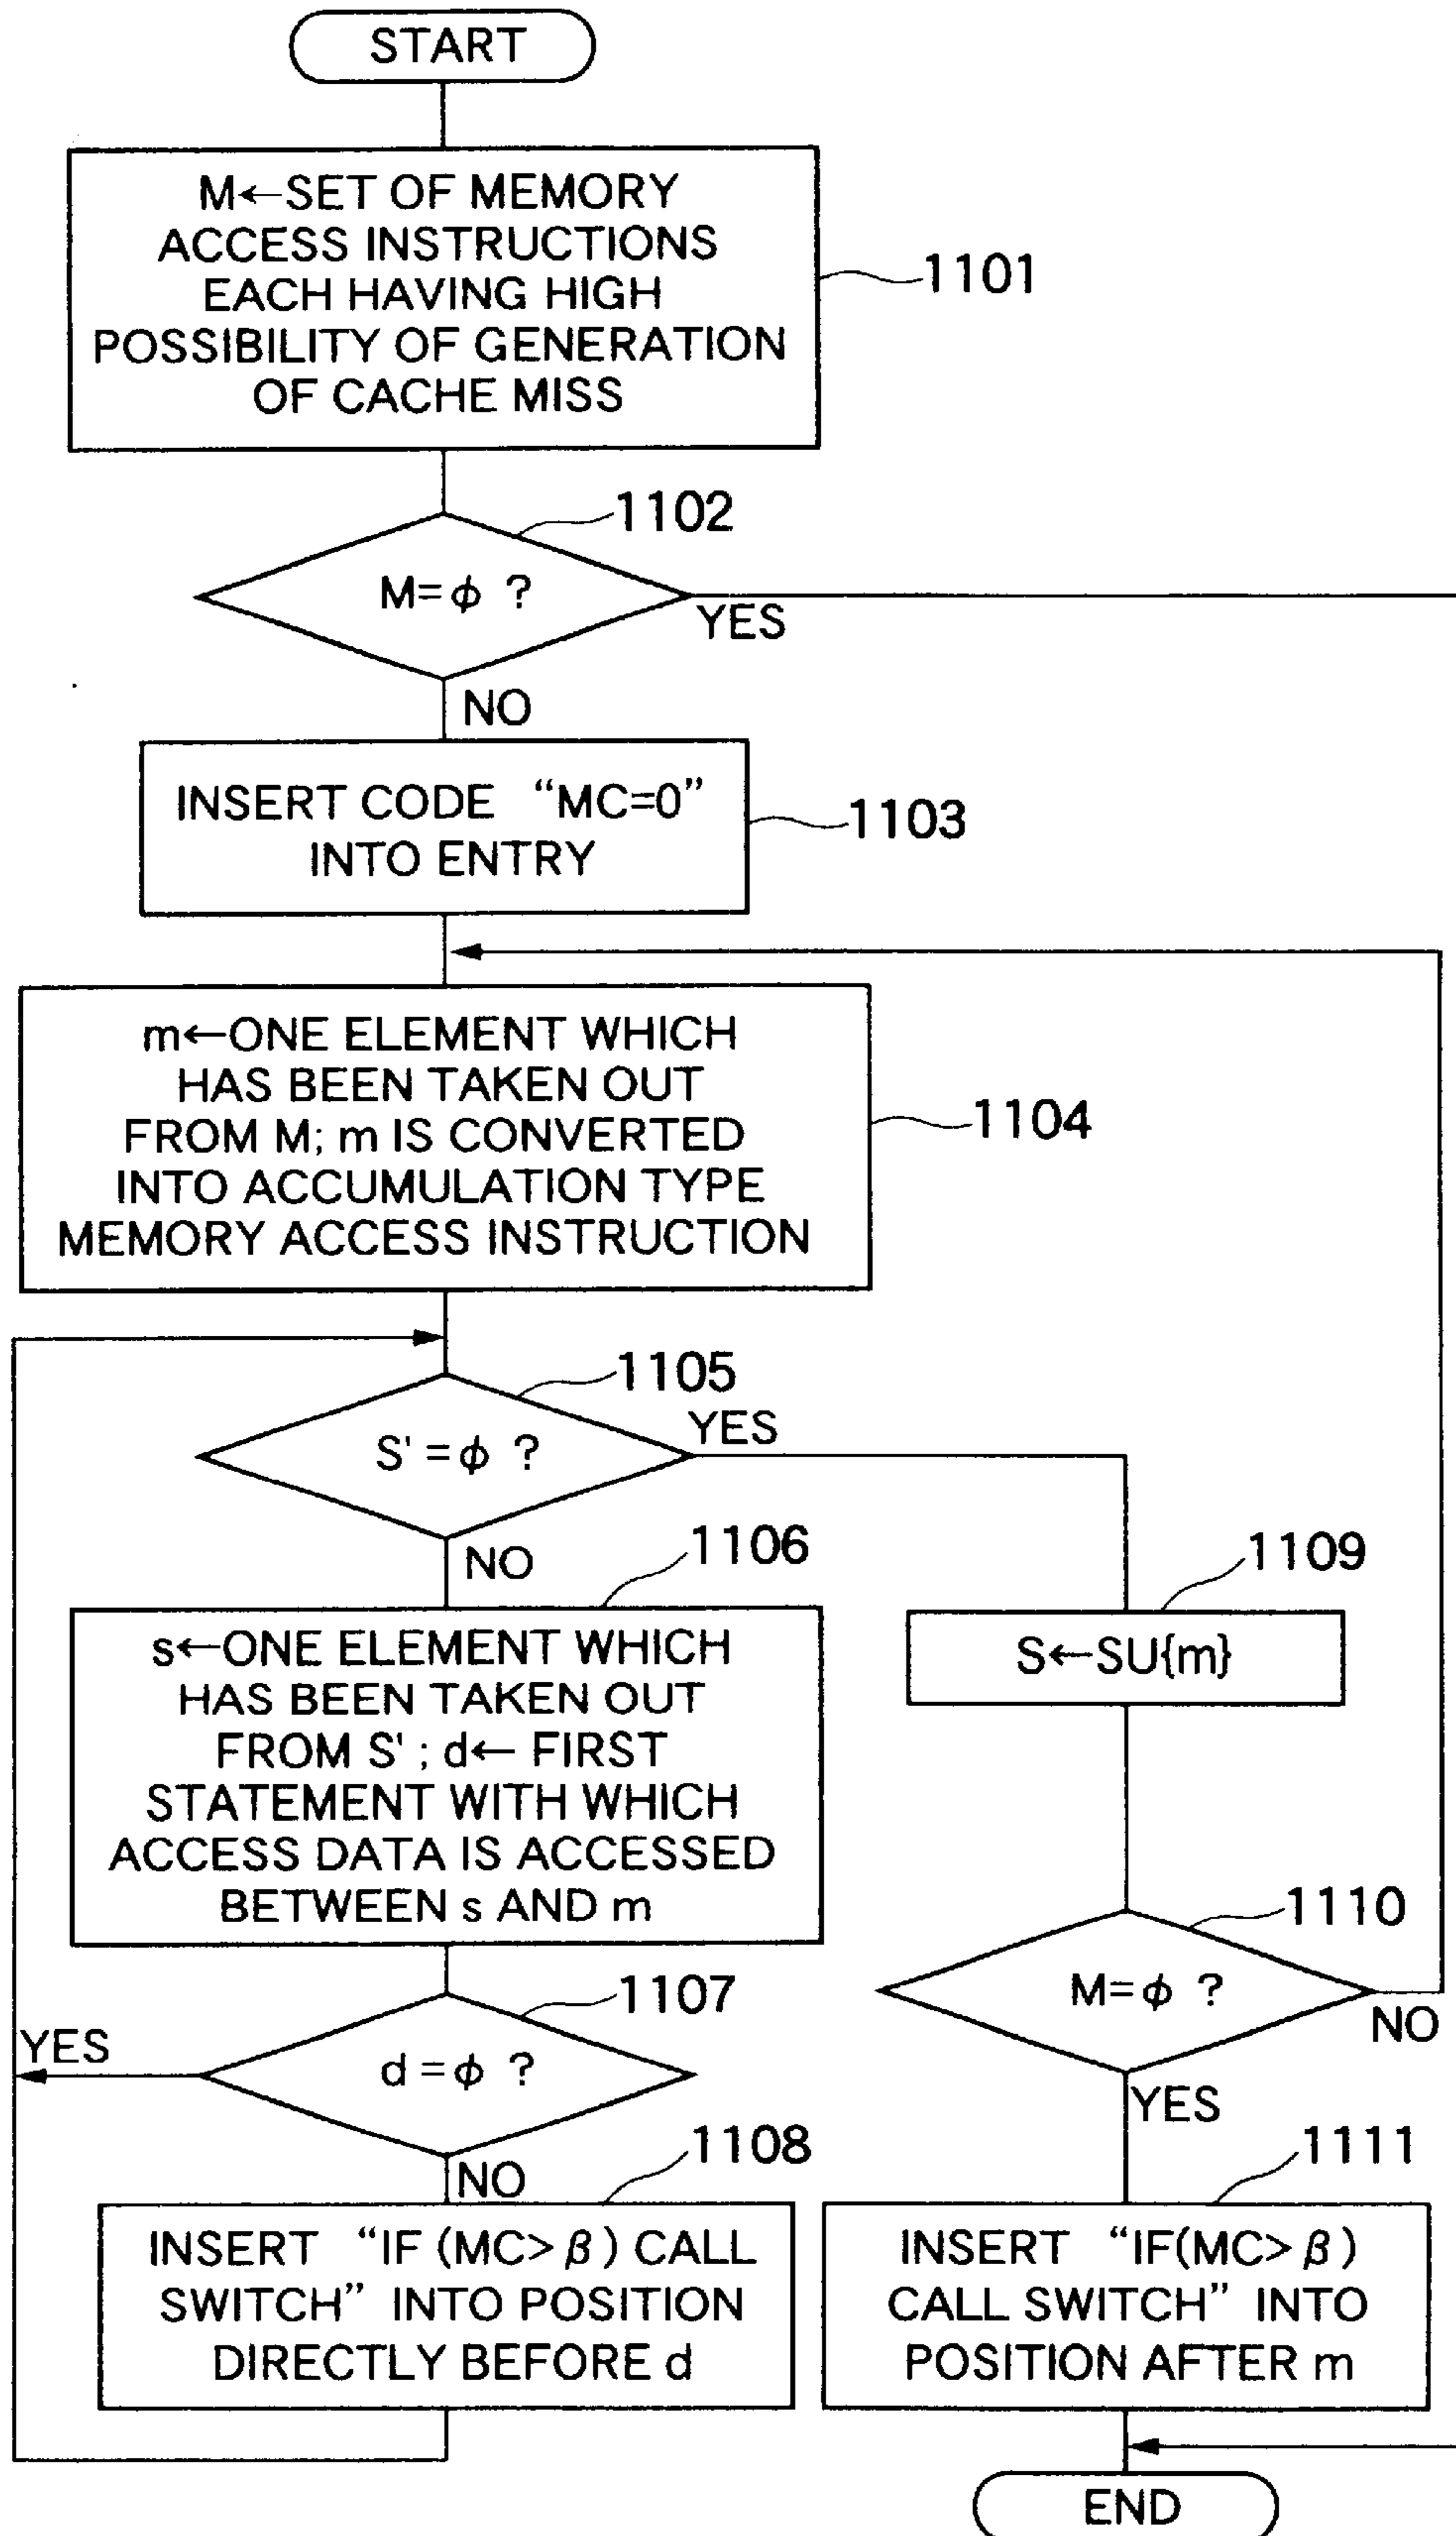 START
M←SET OF MEMORY
ACCESS INSTRUCTIONS
EACH HAVING HIGH
POSSIBILITY OF GENERATION
OF CACHE MISS
1101
1102
M=ϕ ?
YES
NO
INSERT CODE “MC=0”
INTO ENTRY
1103
m←ONE ELEMENT WHICH
HAS BEEN TAKEN OUT
FROM M; m IS CONVERTED
INTO ACCUMULATION TYPE
MEMORY ACCESS INSTRUCTION
1104
1105
S'=ϕ ?
YES
NO
1106
s←ONE ELEMENT WHICH
HAS BEEN TAKEN OUT
FROM S' ; d← FIRST
STATEMENT WITH WHICH
ACCESS DATA IS ACCESSED
BETWEEN s AND m
1109
S←SU{m}
1107
d=ϕ ?
YES
NO
1110
M=ϕ ?
NO
YES
1108
INSERT “IF (MC>β) CALL
SWITCH” INTO POSITION
DIRECTLY BEFORE d
1111
INSERT “IF(MC>β)
CALL SWITCH” INTO
POSITION AFTER m
END